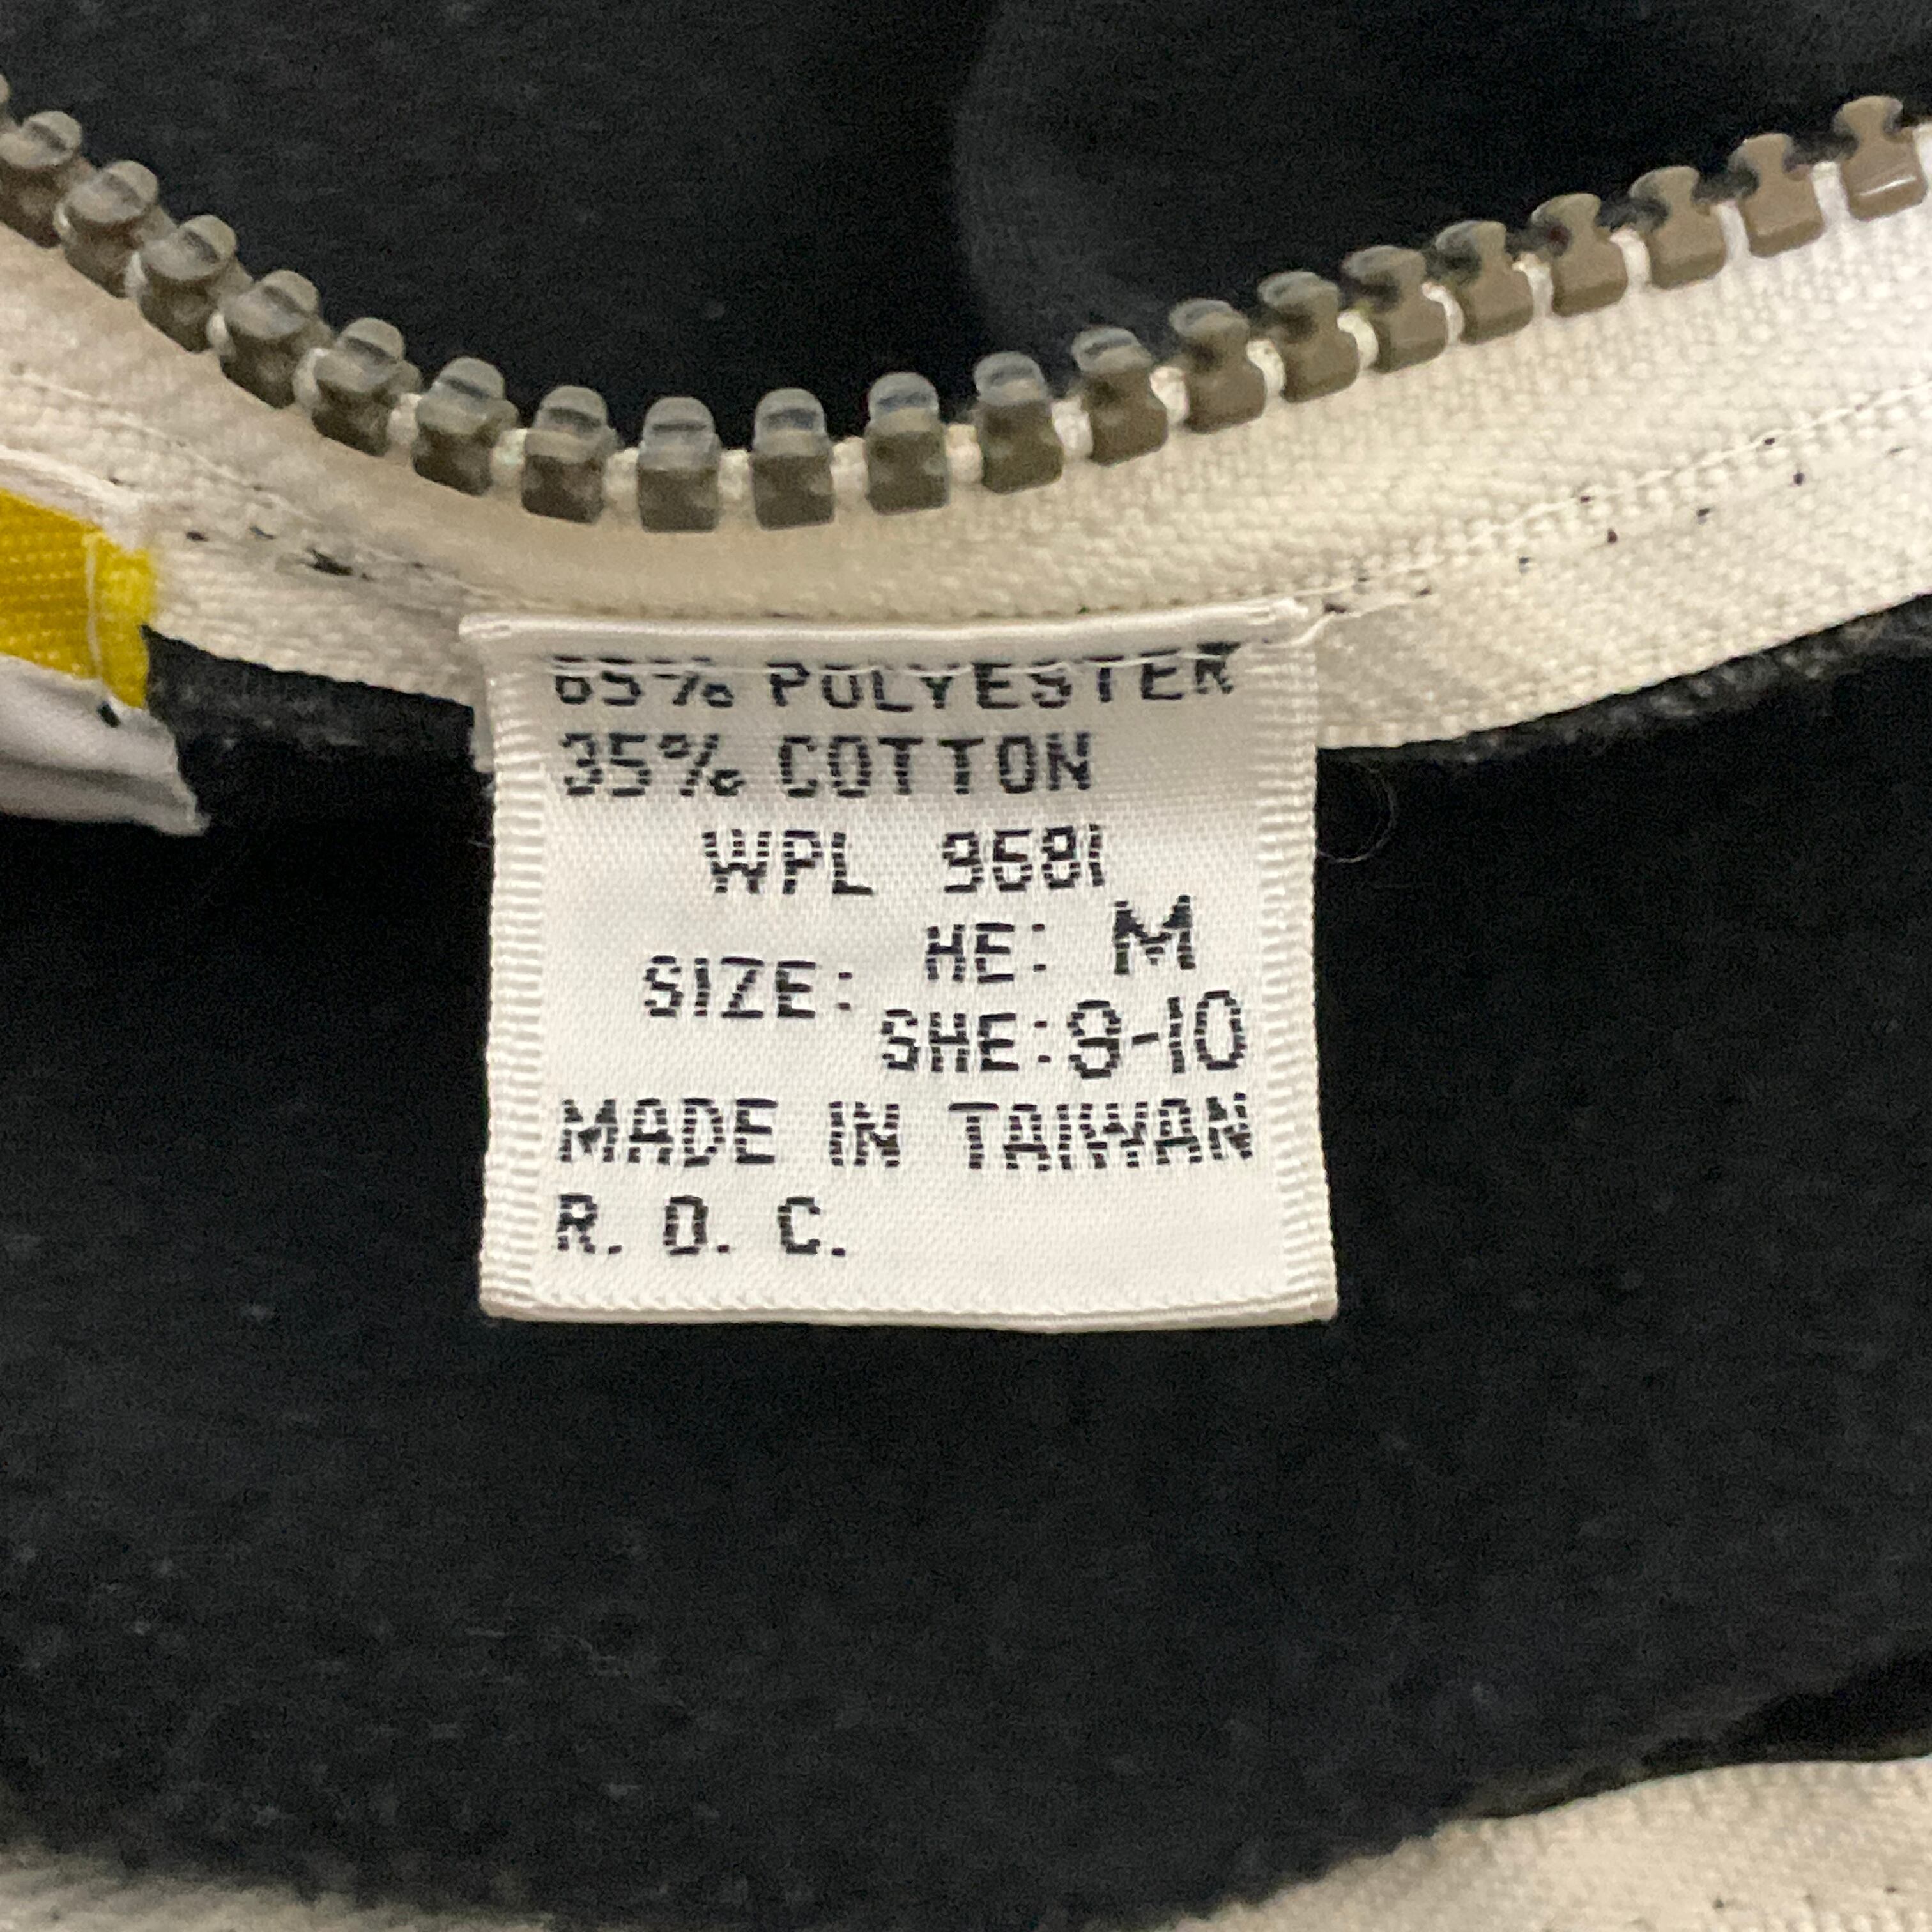 65% POLYESTER
35% COTTON
WPL 9681
SIZE: HE: M
SHE: 9-10
MADE IN TAIWAN
R. O. C.